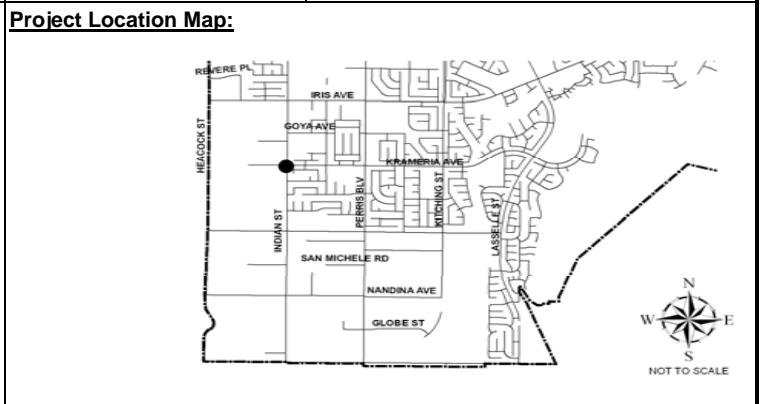 Project Location Map:
REVERE PL
IRIS AVE
GOYA AVE
HEACOCK ST
KRAMERIA AVE
INDIAN ST
PERRIS BLV
KITCHING ST
LASSELLE ST
SAN MICHELE RD
NANDINA AVE
GLOBE ST
N
W
E
S
NOT TO SCALE